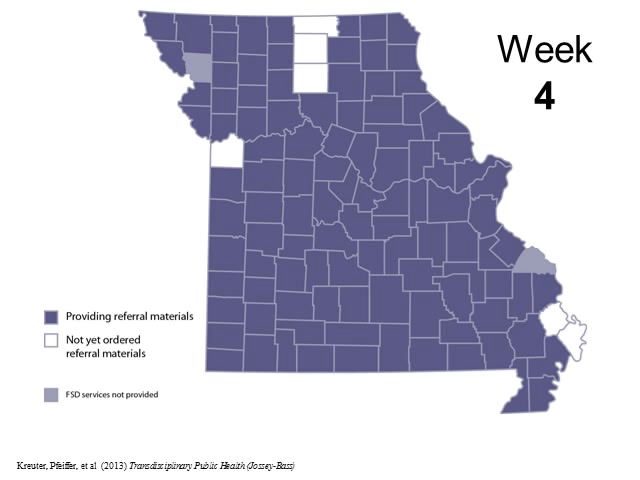 Week
4
Providing referral materials
Not yet ordered
referral materials
FSD services not provided
Kreuter, Pfeiffer, et al (2013) Transdisciplinary Public Health (Jossey-Bass)